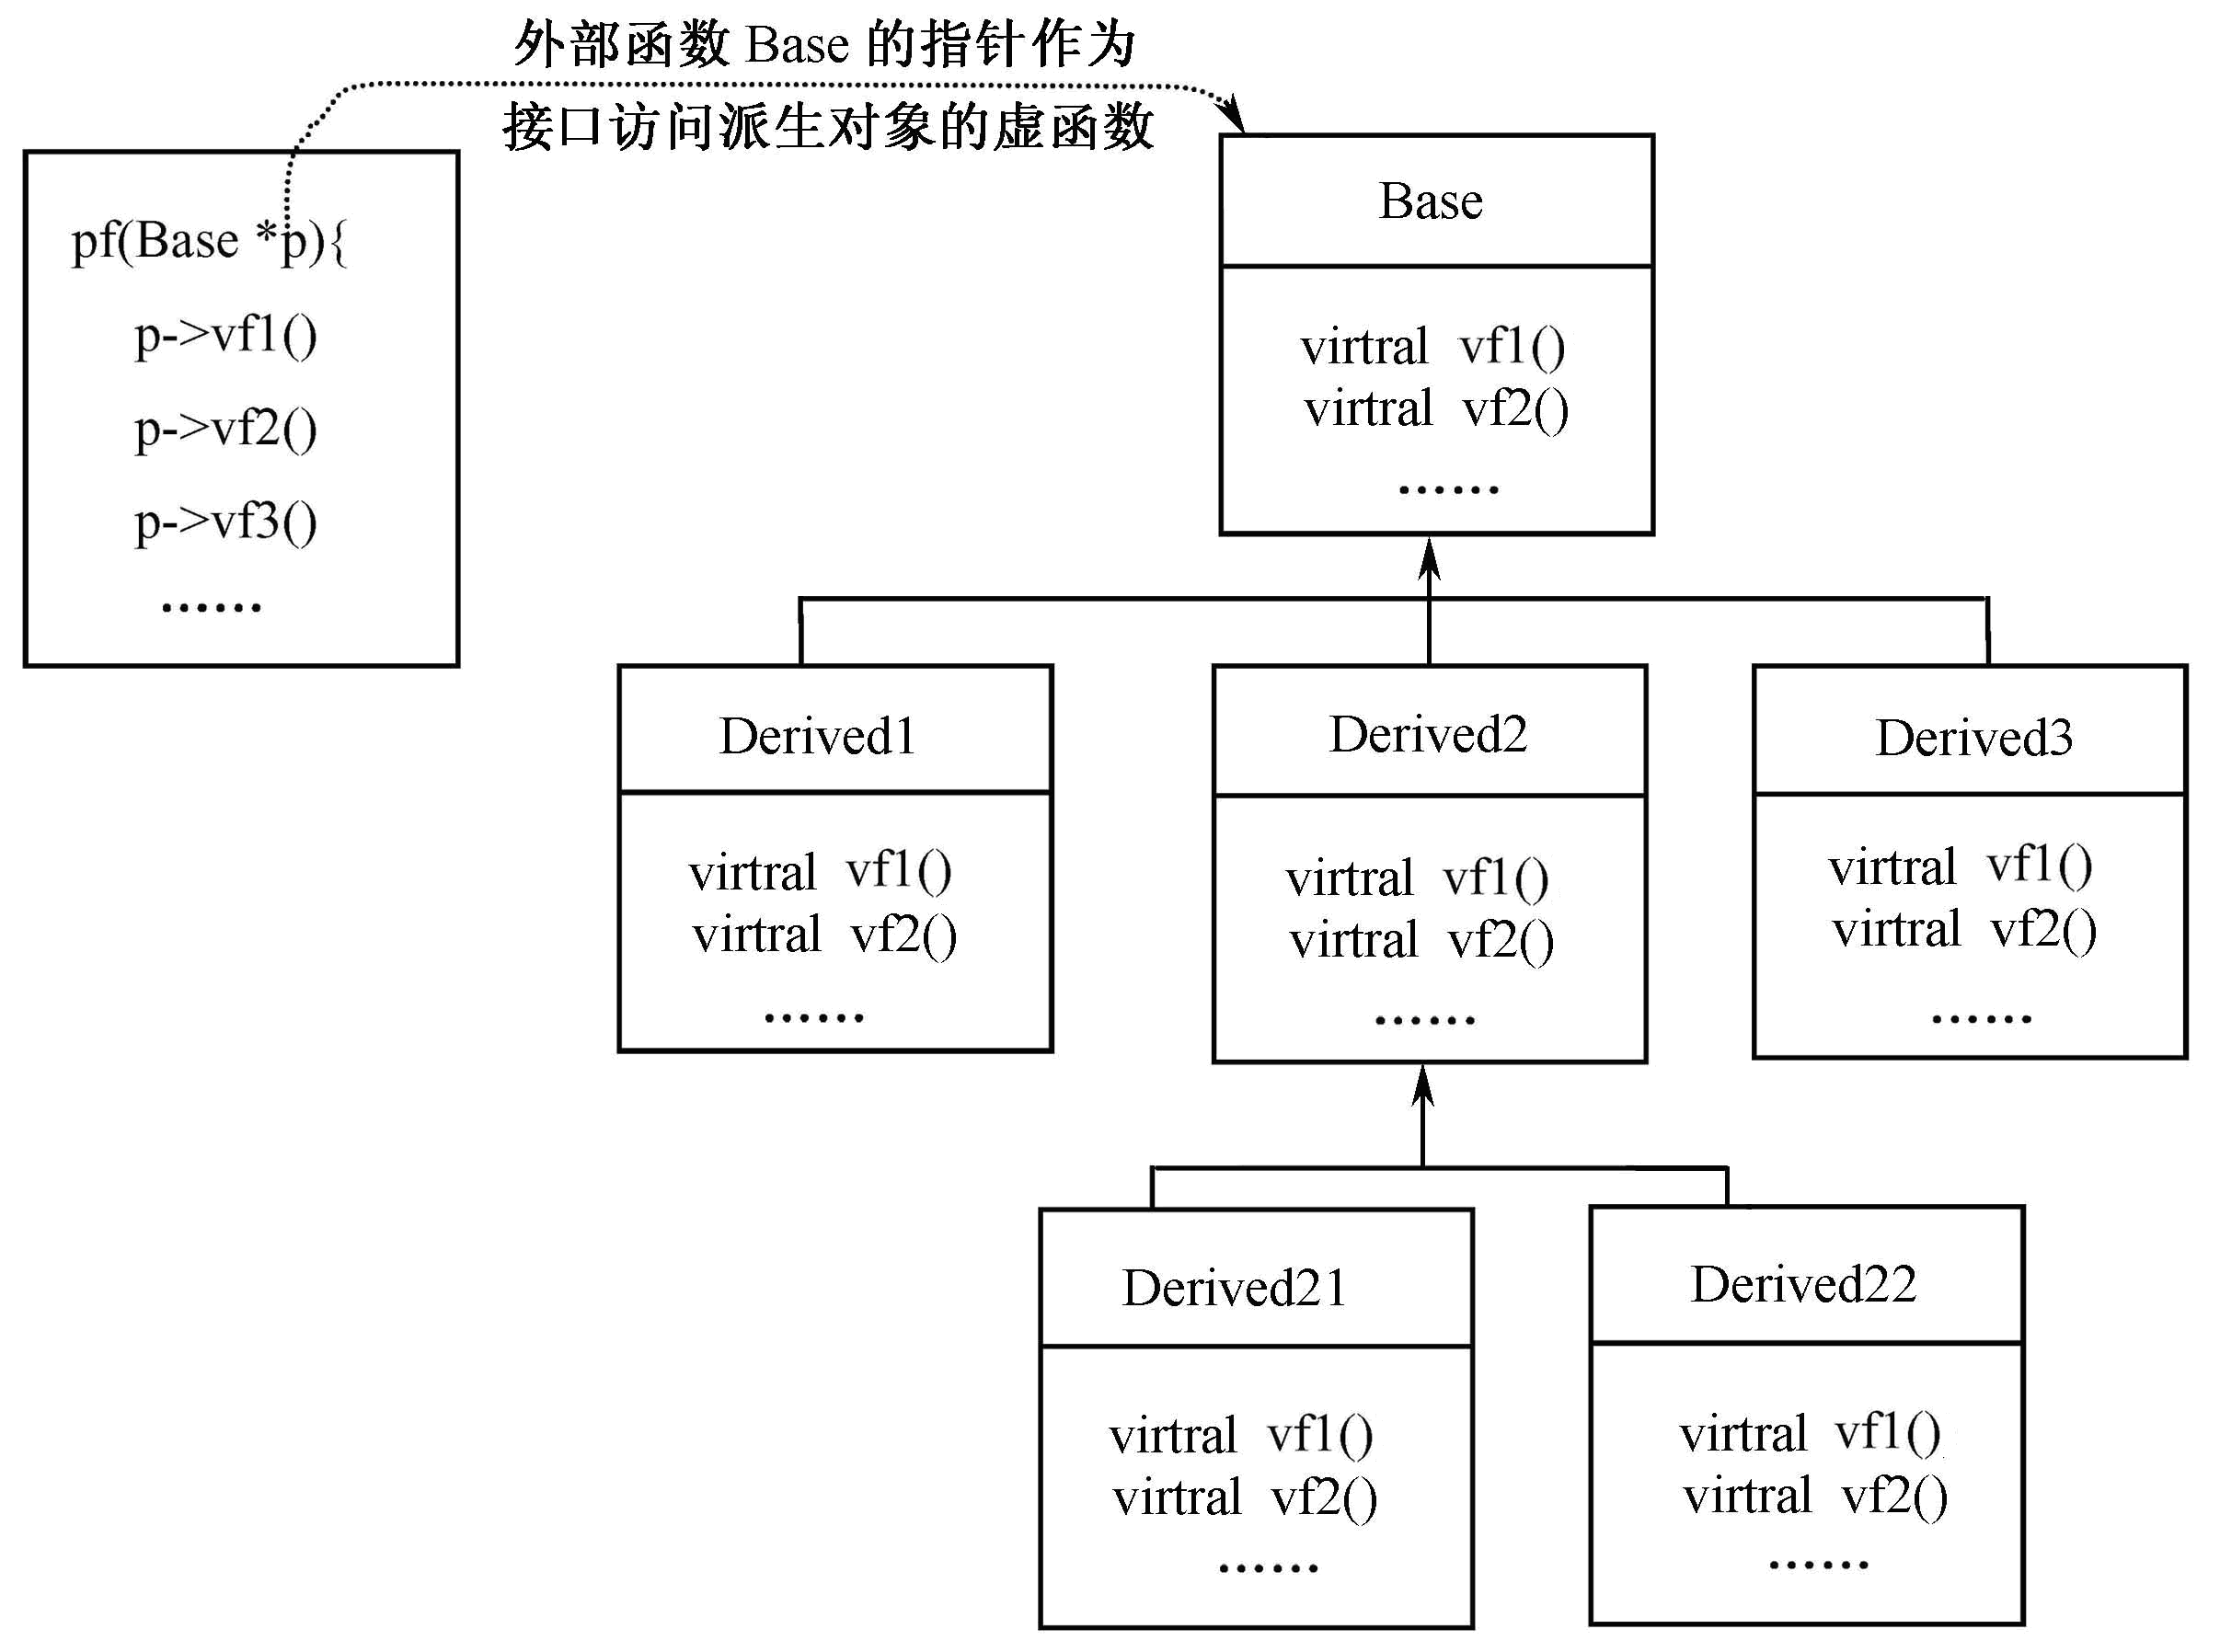 外部函数 Base 的指针作为
接口访问派生对象的虚函数
pf(Base *p){
p->vf1()
p->vf2()
p->vf3()
……
Base
virtral vf1()
virtral vf2()
……
Derived1
virtral vf1()
virtral vf2()
……
Derived2
virtral vf1()
virtral vf2()
……
Derived3
virtral vf1()
virtral vf2()
……
Derived21
virtral vf1()
virtral vf2()
……
Derived22
virtral vf1()
virtral vf2()
……